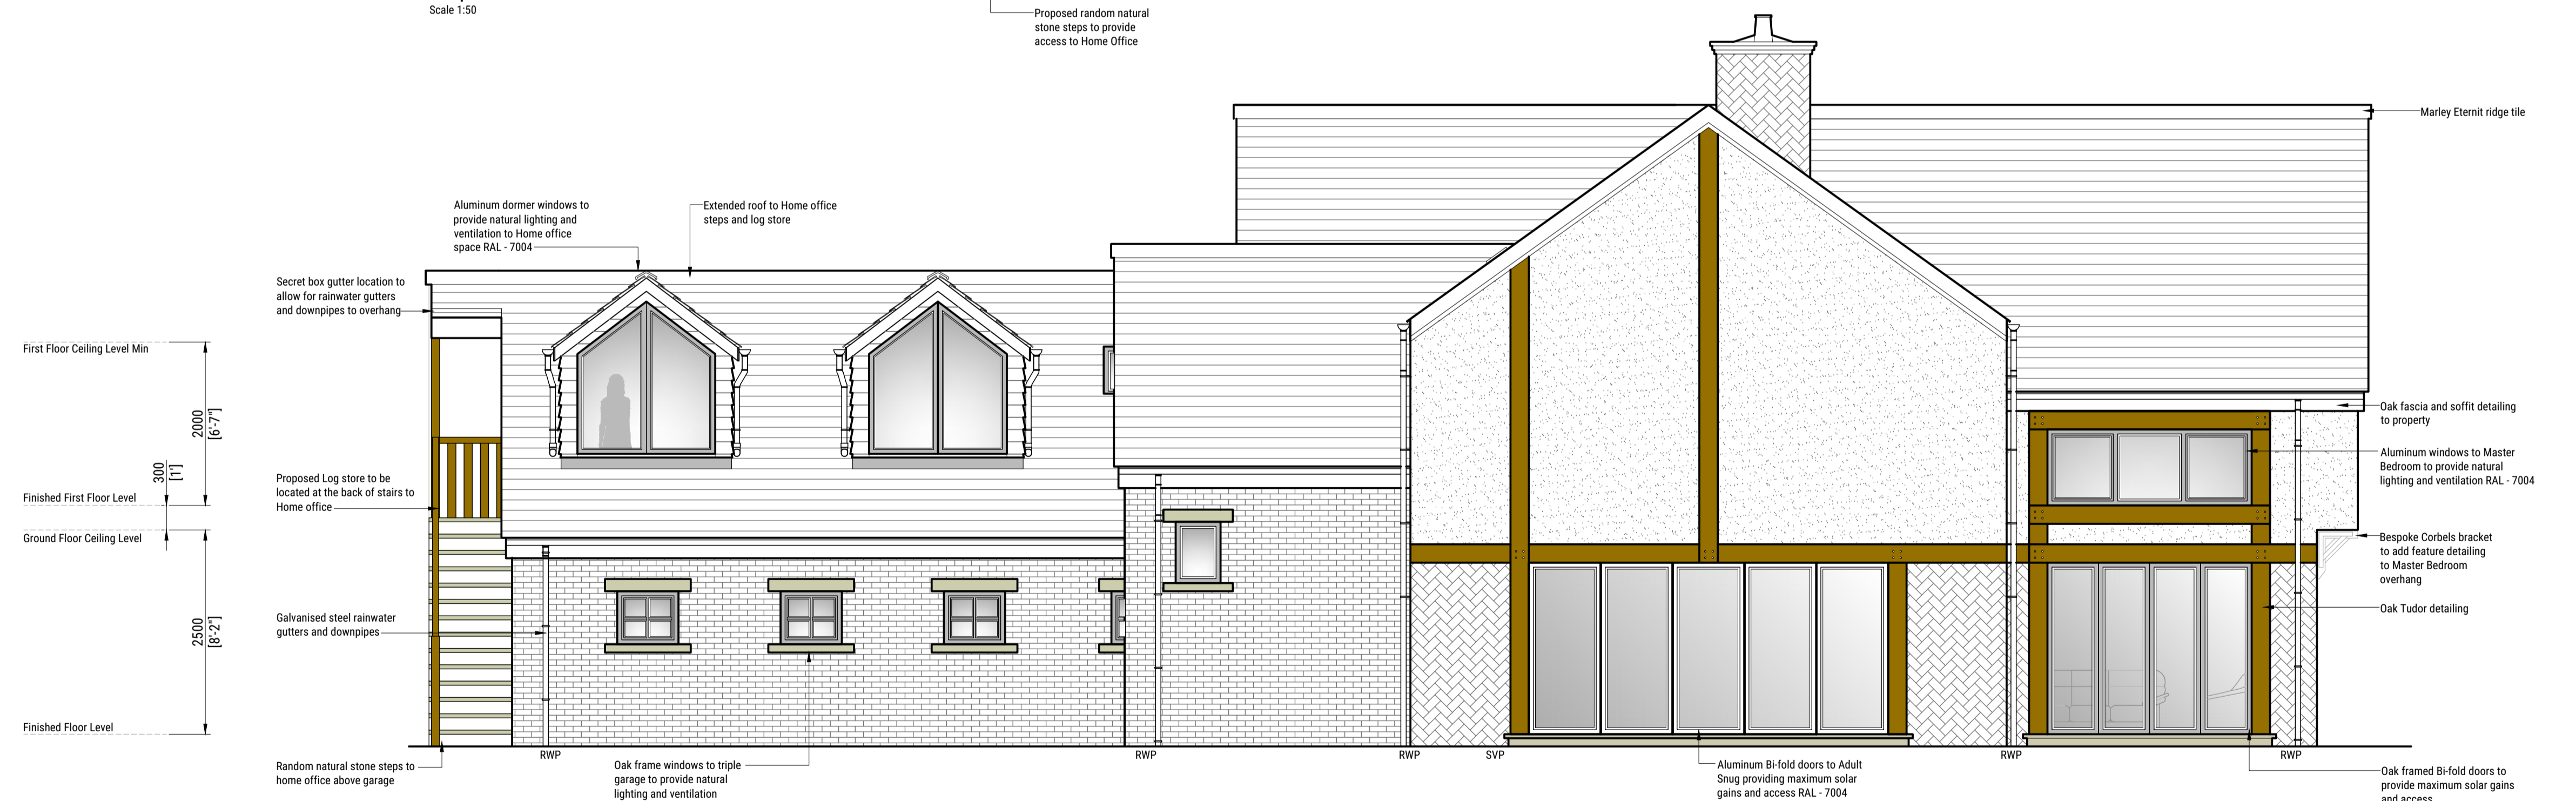 Scale 1:50
Proposed random natural
stone steps to provide
access to Home Office
Marley Eternit ridge tile
Aluminum dormer windows to
provide natural lighting and
ventilation to Home office
space RAL - 7004
Extended roof to Home office
steps and log store
Secret box gutter location to
allow for rainwater gutters
and downpipes to overhang
First Floor Ceiling Level Min
2000
[6'-7"]
300
[1']
Finished First Floor Level
Ground Floor Ceiling Level
2500
[8'-2"]
Finished Floor Level
Proposed Log store to be
located at the back of stairs to
Home office
Galvanised steel rainwater
gutters and downpipes
Random natural stone steps to
home office above garage
Oak fascia and soffit detailing
to property
Aluminum windows to Master
Bedroom to provide natural
lighting and ventilation RAL - 7004
Bespoke Corbels bracket
to add feature detailing
to Master Bedroom
overhang
Oak Tudor detailing
RWP
RWP
RWP
SVP
RWP
RWP
Oak frame windows to triple
garage to provide natural
lighting and ventilation
Aluminum Bi-fold doors to Adult
Snug providing maximum solar
gains and access RAL - 7004
Oak framed Bi-fold doors to
provide maximum solar gains
and access